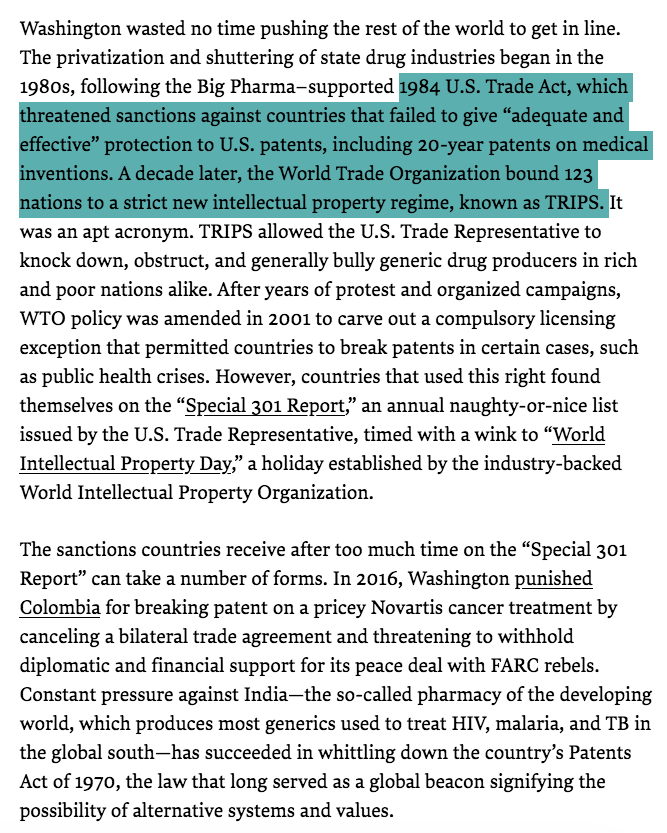 Washington wasted no time pushing the rest of the world to get in line.
The privatization and shuttering of state drug industries began in the
1980s, following the Big Pharma–supported 1984 U.S. Trade Act, which
threatened sanctions against countries that failed to give “adequate and
effective” protection to U.S. patents, including 20-year patents on medical
inventions. A decade later, the World Trade Organization bound 123
nations to a strict new intellectual property regime, known as TRIPS. It
was an apt acronym. TRIPS allowed the U.S. Trade Representative to
knock down, obstruct, and generally bully generic drug producers in rich
and poor nations alike. After years of protest and organized campaigns,
WTO policy was amended in 2001 to carve out a compulsory licensing
exception that permitted countries to break patents in certain cases, such
as public health crises. However, countries that used this right found
themselves on the “Special 301 Report,” an annual naughty-or-nice list
issued by the U.S. Trade Representative, timed with a wink to “World
Intellectual Property Day,” a holiday established by the industry-backed
World Intellectual Property Organization.
The sanctions countries receive after too much time on the “Special 301
Report” can take a number of forms. In 2016, Washington punished
Colombia for breaking patent on a pricey Novartis cancer treatment by
canceling a bilateral trade agreement and threatening to withhold
diplomatic and financial support for its peace deal with FARC rebels.
Constant pressure against India—the so-called pharmacy of the developing
world, which produces most generics used to treat HIV, malaria, and TB in
the global south—has succeeded in whittling down the country’s Patents
Act of 1970, the law that long served as a global beacon signifying the
possibility of alternative systems and values.